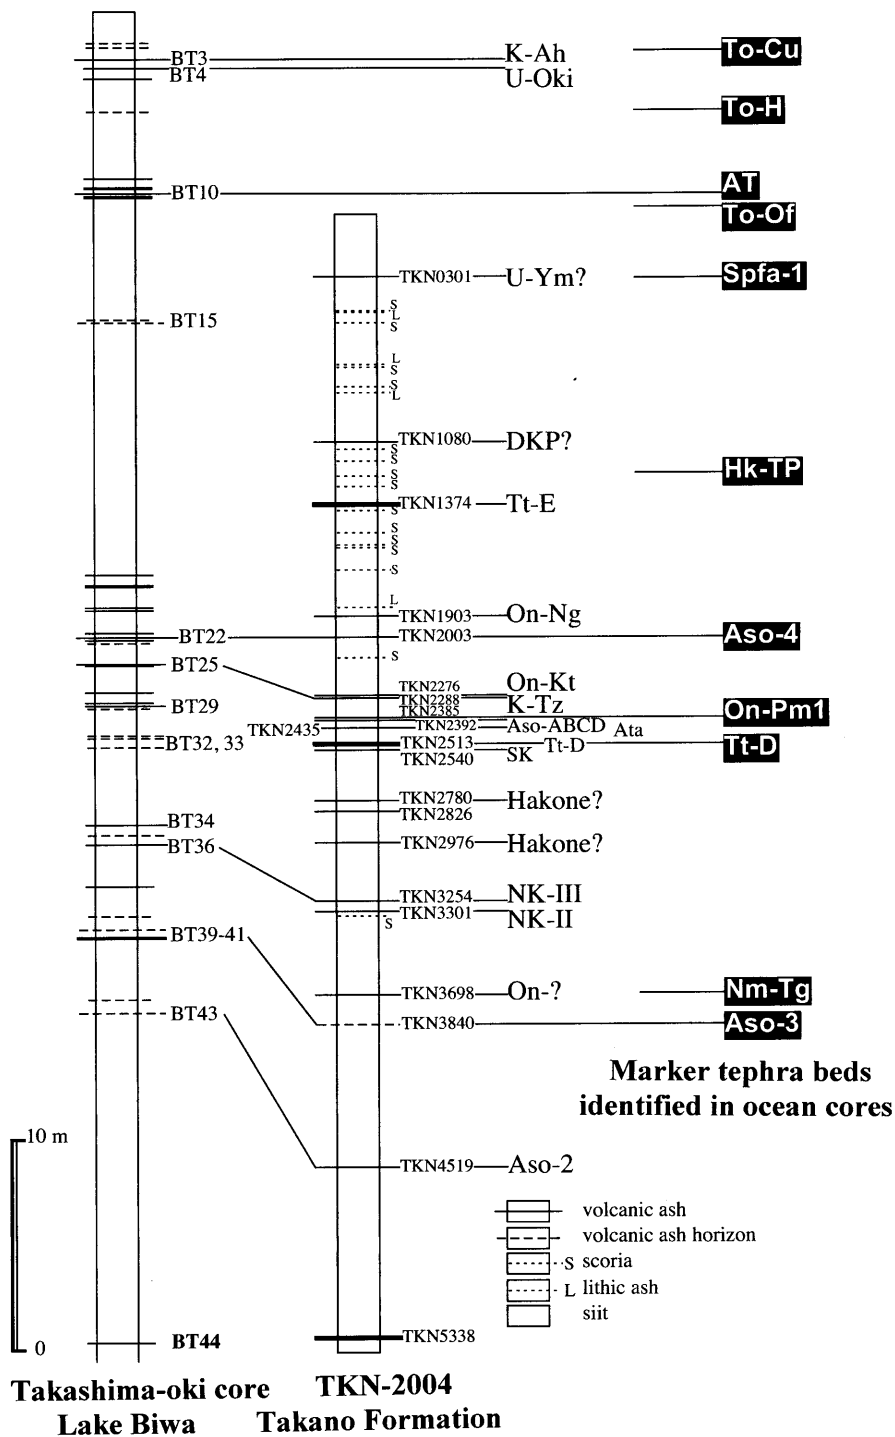 BT3
BT4
BT10
BT15
BT22
BT25
BT29
BT32, 33
BT34
BT36
BT39-41
BT43
BT44
10 m
0
Takashima-oki core
Lake Biwa
TKN0301
S
L
S
L
S
S
L
TKN1080
S
S
S
S
TKN1374
S
S
S
S
S
L
TKN1903
TKN2003
S
TKN2276
TKN2288
TKN2385
TKN2435
TKN2392
TKN2513
TKN2540
TKN2780
TKN2826
TKN2976
TKN3254
TKN3301
S
TKN3698
TKN3840
TKN4519
TKN5338
TKN-2004
Takano Formation
K-Ah
U-Oki
U-Ym?
DKP?
Tt-E
On-Ng
On-Kt
K-Tz
Aso-ABCD
Ata
Tt-D
SK
Hakone?
Hakone?
NK-III
NK-II
On-?
Aso-2
To-Cu
To-H
AT
To-Of
Spfa-1
Hk-TP
Aso-4
On-Pm1
Tt-D
Nm-Tg
Aso-3
Marker tephra beds
identified in ocean cores
volcanic ash
volcanic ash horizon
S scoria
L lithic ash
siit